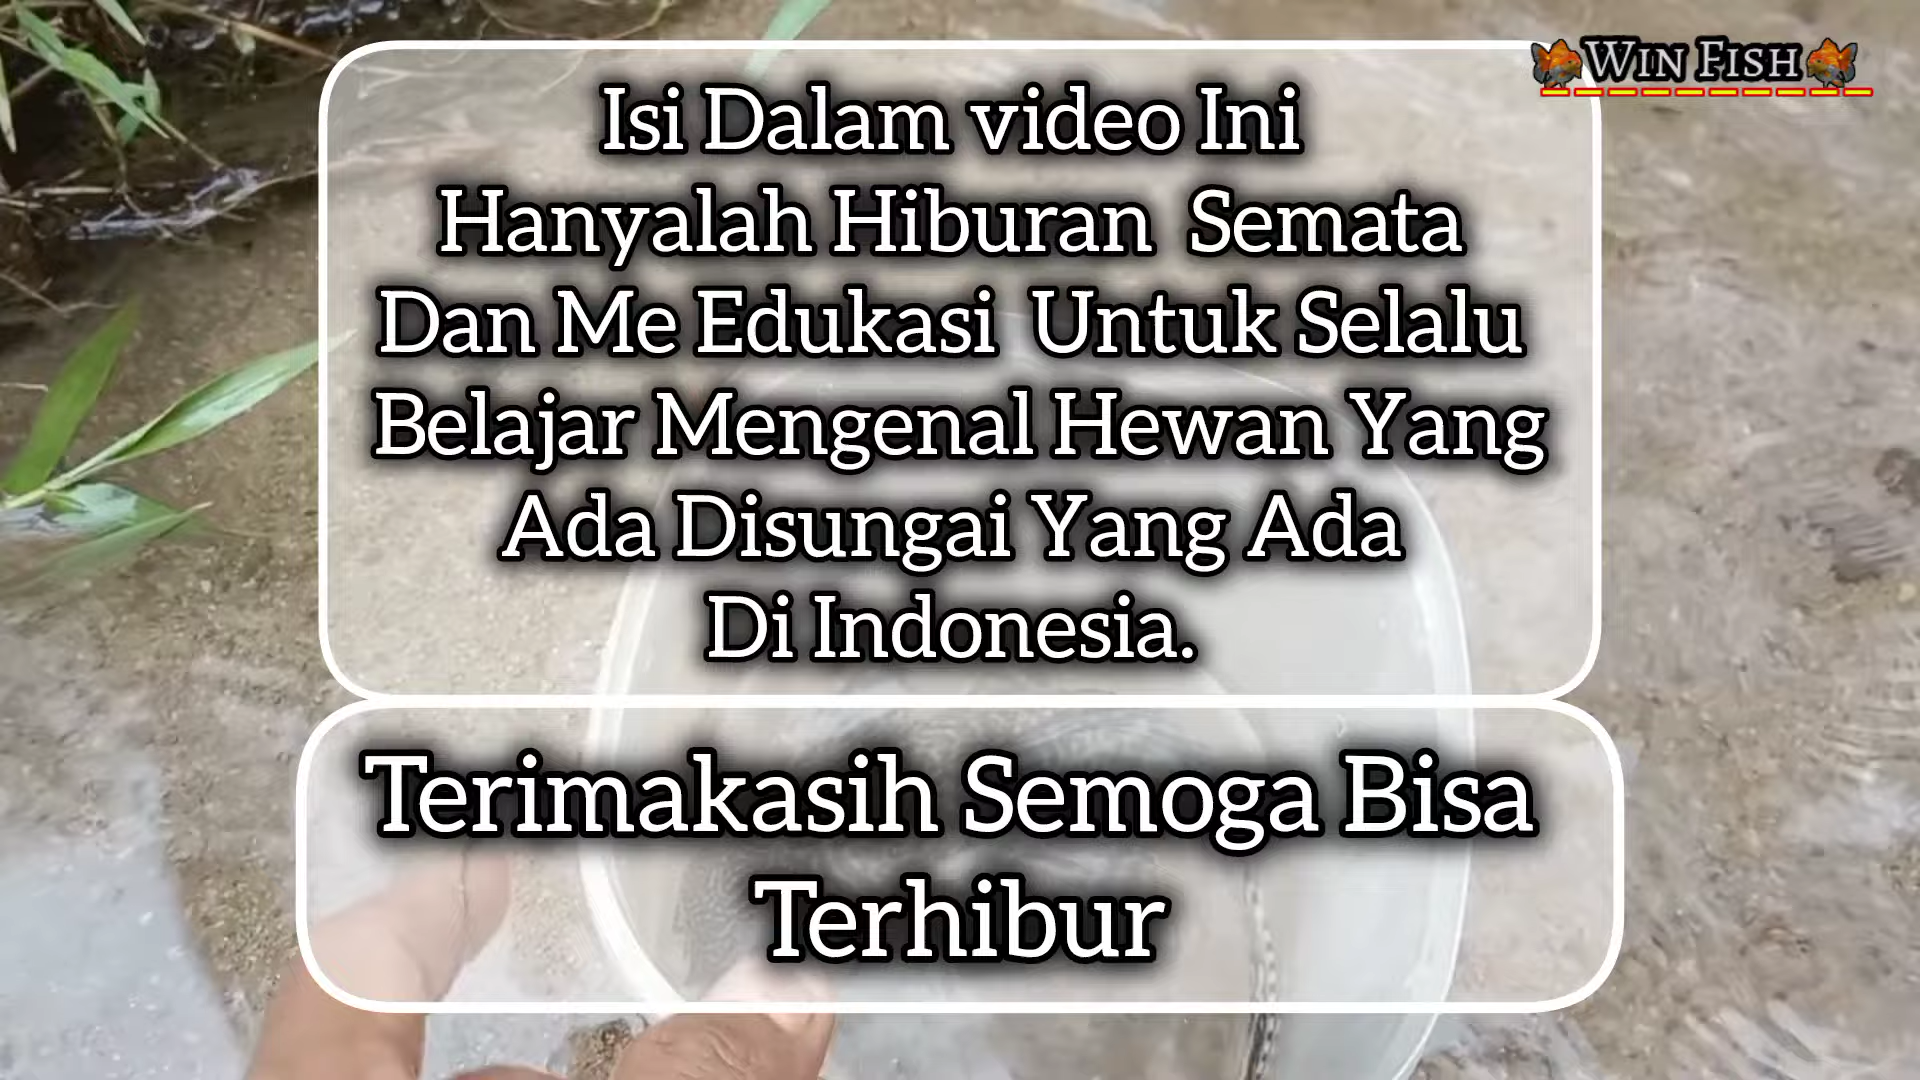 Win Fish
Isi Dalam video Ini
Hanyalah Hiburan Semata
Dan Me Edukasi Untuk Selalu
Belajar Mengenal Hewan Yang
Ada Disungai Yang Ada
Di Indonesia.
Terimakasih Semoga Bisa
Terhibur